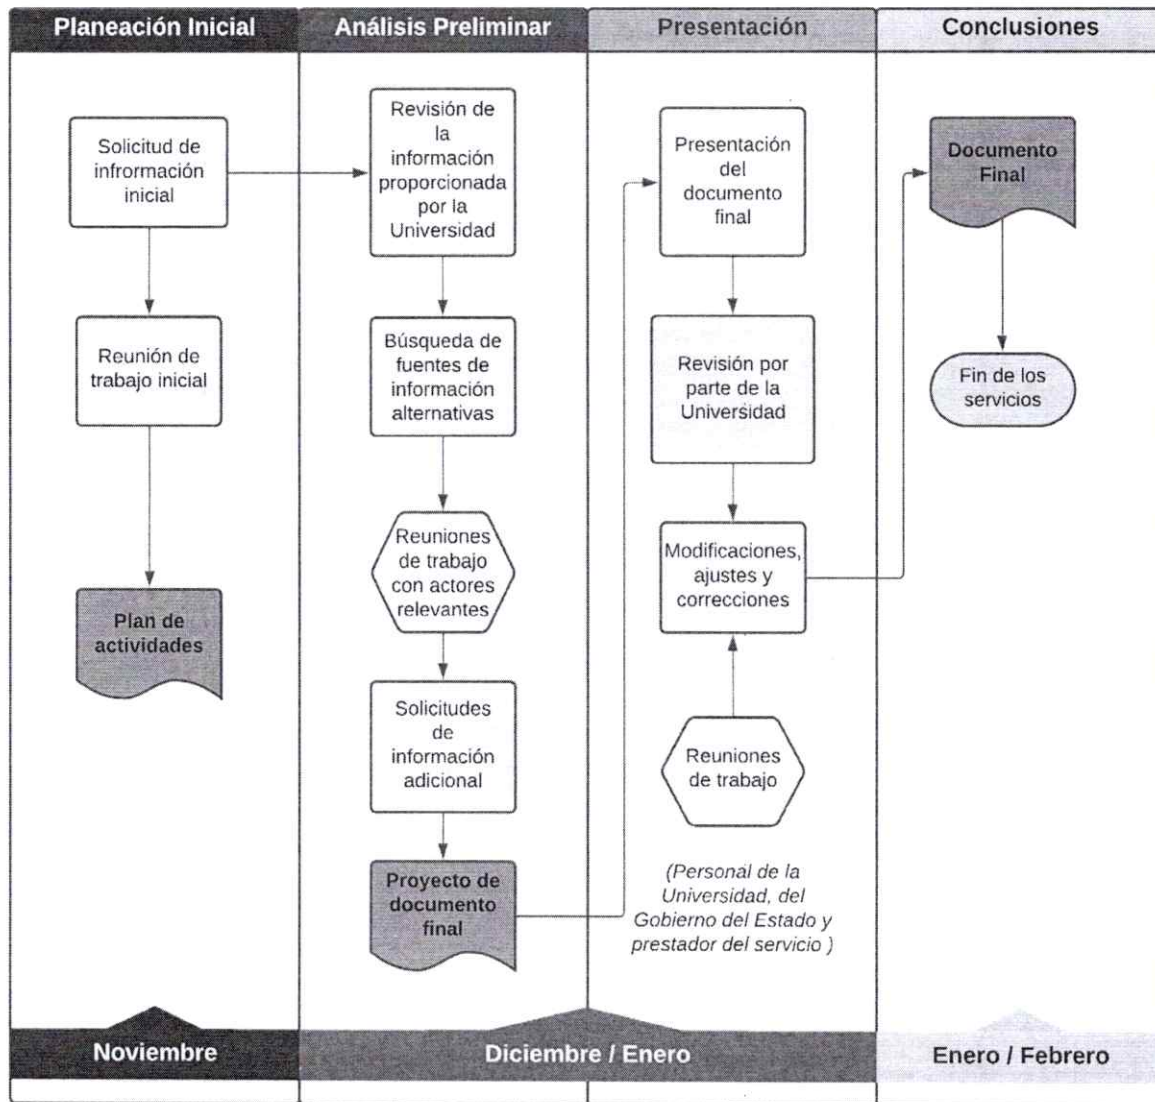 Planeación Inicial
Análisis Preliminar
Presentación
Conclusiones
Solicitud de
infrormación
inicial
Reunión de
trabajo inicial
Plan de
actividades
Revisión de
la
información
proporcionada
por la
Universidad
Búsqueda de
fuentes de
información
alternativas
Reuniones
de trabajo
con actores
relevantes
Solicitudes
de
información
adicional
Proyecto de
documento
final
Presentación
del
documento
final
Revisión por
parte de la
Universidad
Modificaciones,
ajustes y
correcciones
Reuniones
de trabajo
(Personal de la
Universidad, del
Gobierno del Estado y
prestador del servicio )
Documento
Final
Fin de los
servicios
Noviembre
Diciembre / Enero
Enero / Febrero